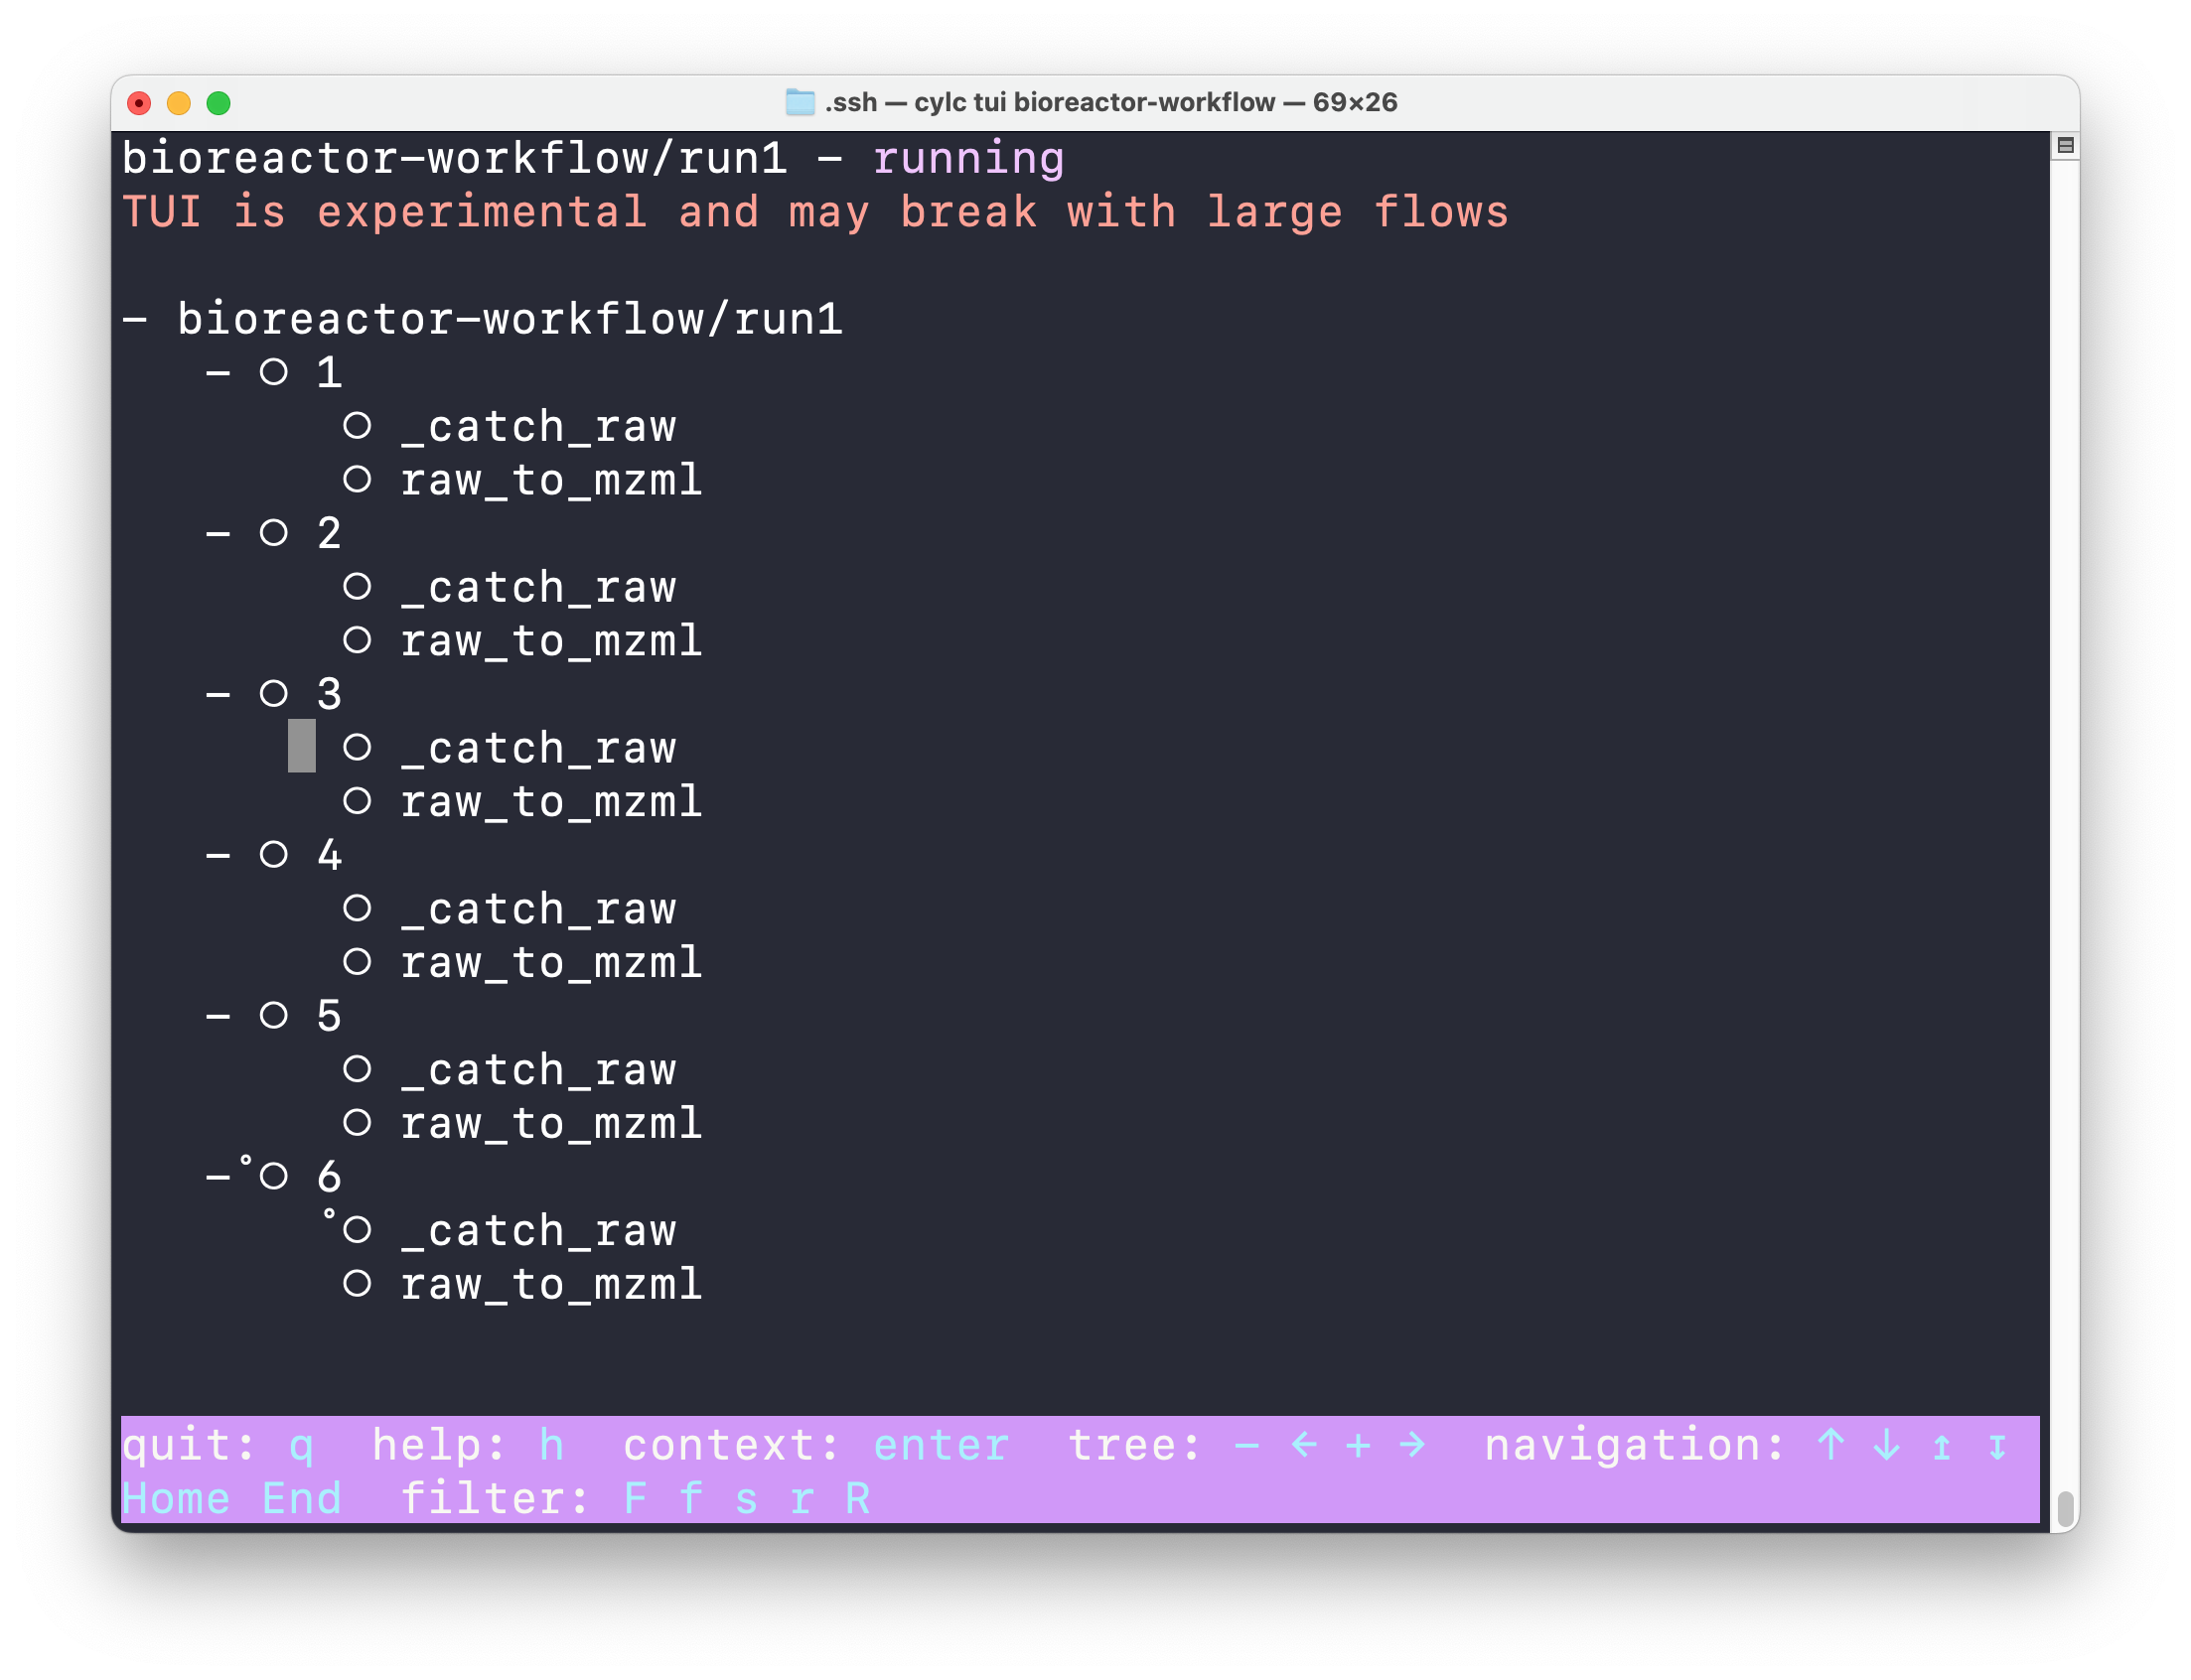 .ssh — cylc tui bioreactor-workflow — 69×26
bioreactor-workflow/run1 - running
TUI is experimental and may break with large flows
- bioreactor-workflow/run1
- ○ 1
○ _catch_raw
○ raw_to_mzml
- ○ 2
○ _catch_raw
○ raw_to_mzml
- ○ 3
○ _catch_raw
○ raw_to_mzml
- ○ 4
○ _catch_raw
○ raw_to_mzml
- ○ 5
○ _catch_raw
○ raw_to_mzml
-°○ 6
°○ _catch_raw
○ raw_to_mzml
quit: q  help: h  context: enter  tree: - ← + →  navigation: ↑ ↓ ↥ ↧
Home End  filter: F f s r R